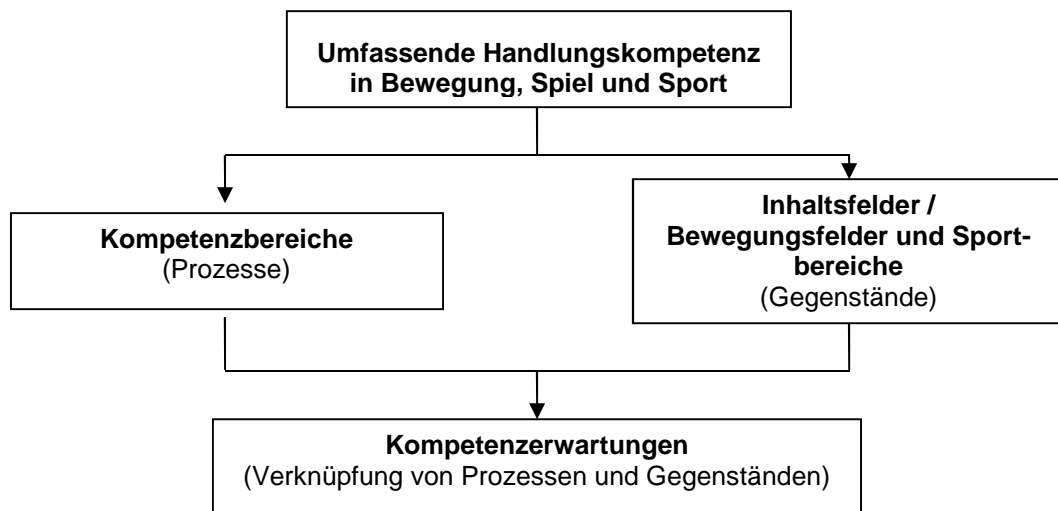 Umfassende Handlungskompetenz
in Bewegung, Spiel und Sport
Kompetenzbereiche
(Prozesse)
Inhaltsfelder /
Bewegungsfelder und Sport-
bereiche
(Gegenstände)
Kompetenzerwartungen
(Verknüpfung von Prozessen und Gegenständen)